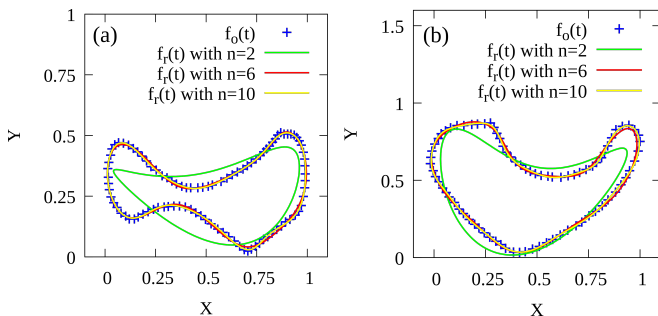 (a)
f_o(t)
f_r(t) with n=2
f_r(t) with n=6
f_r(t) with n=10
1
0.75
0.5
0.25
0
Y
0 0.25 0.5 0.75 1
X
(b)
f_o(t)
f_r(t) with n=2
f_r(t) with n=6
f_r(t) with n=10
1.5
1
0.5
0
Y
0 0.25 0.5 0.75 1
X